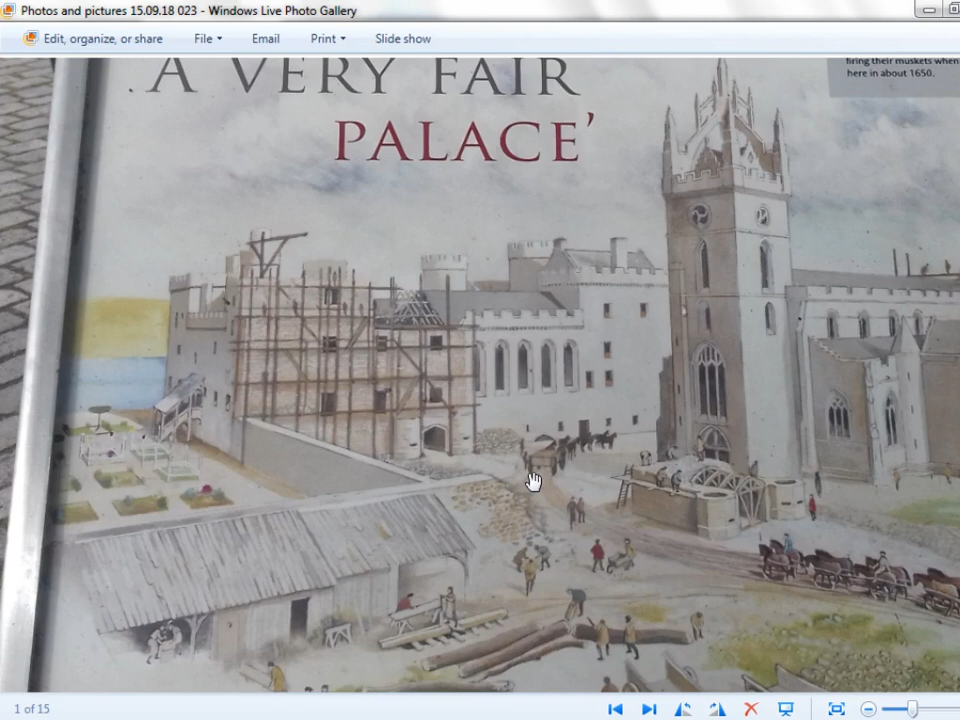 Photos and pictures 15.09.18 023 - Windows Live Photo Gallery
Edit, organize, or share File Email Print Slide show
firing their muskets when
here in about 1650.
A VERY FAIR
PALACE’
1 of 15